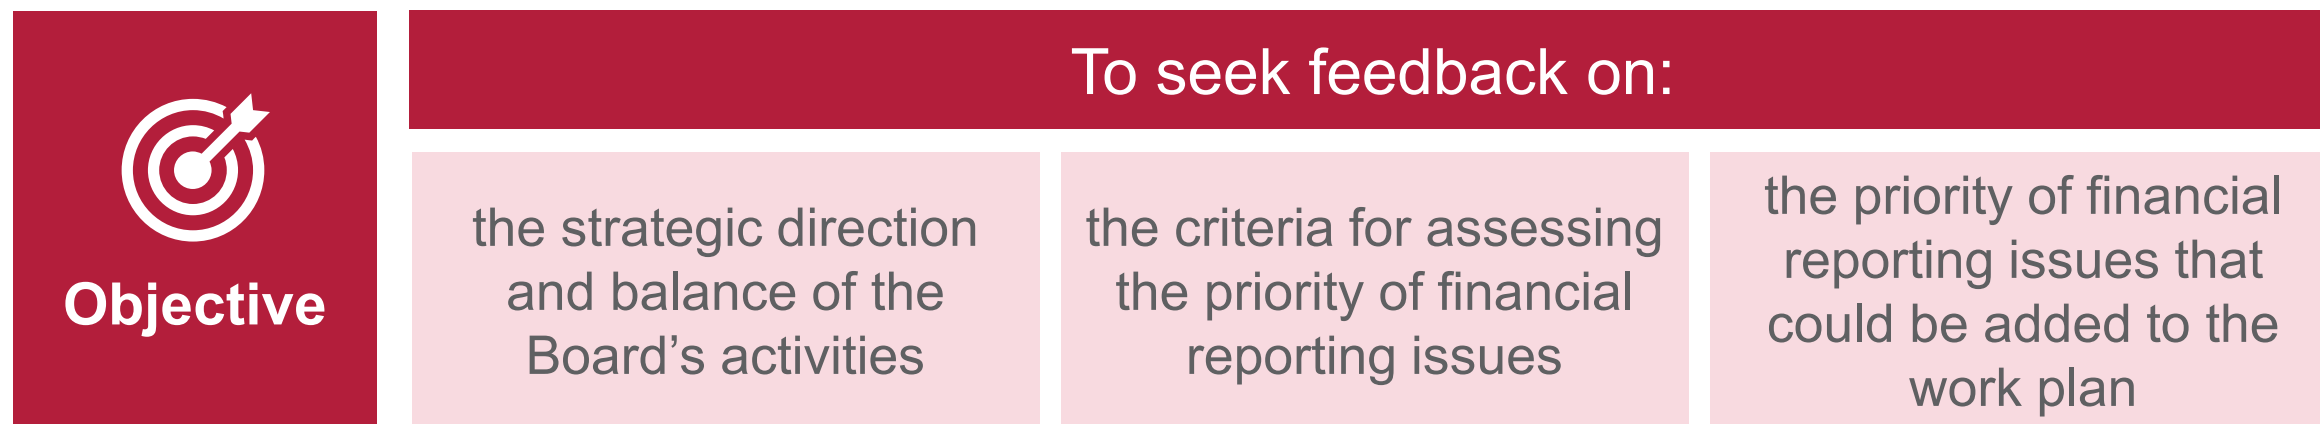 Objective
To seek feedback on:
the strategic direction
and balance of the
Board’s activities
the criteria for assessing
the priority of financial
reporting issues
the priority of financial
reporting issues that
could be added to the
work plan